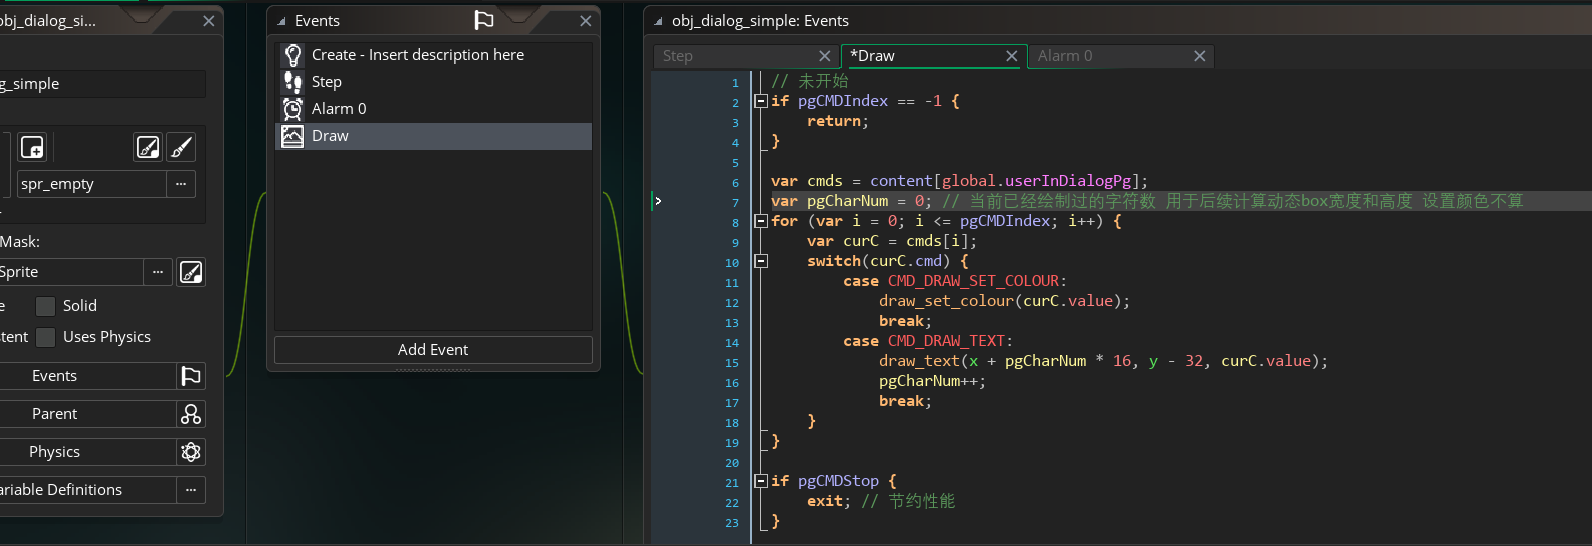 obj_dialog_si...
g_simple
spr_empty
...
Mask:
Sprite
...
e
Solid
stent
Uses Physics
Events
Parent
Physics
ariable Definitions
...
Events
Create - Insert description here
Step
Alarm 0
Draw
Add Event
obj_dialog_simple: Events
Step
*Draw
Alarm 0
1 // 未开始
2 if pgCMDIndex == -1 {
3 return;
4 }
5
6 var cmds = content[global.userInDialogPg];
7 var pgCharNum = 0; // 当前已经绘制过的字符数 用于后续计算动态box宽度和高度 设置颜色不算
8 for (var i = 0; i <= pgCMDIndex; i++) {
9 var curC = cmds[i];
10 switch(curC.cmd) {
11 case CMD_DRAW_SET_COLOUR:
12 draw_set_colour(curC.value);
13 break;
14 case CMD_DRAW_TEXT:
15 draw_text(x + pgCharNum * 16, y - 32, curC.value);
16 pgCharNum++;
17 break;
18 }
19 }
20
21 if pgCMDStop {
22 exit; // 节约性能
23 }